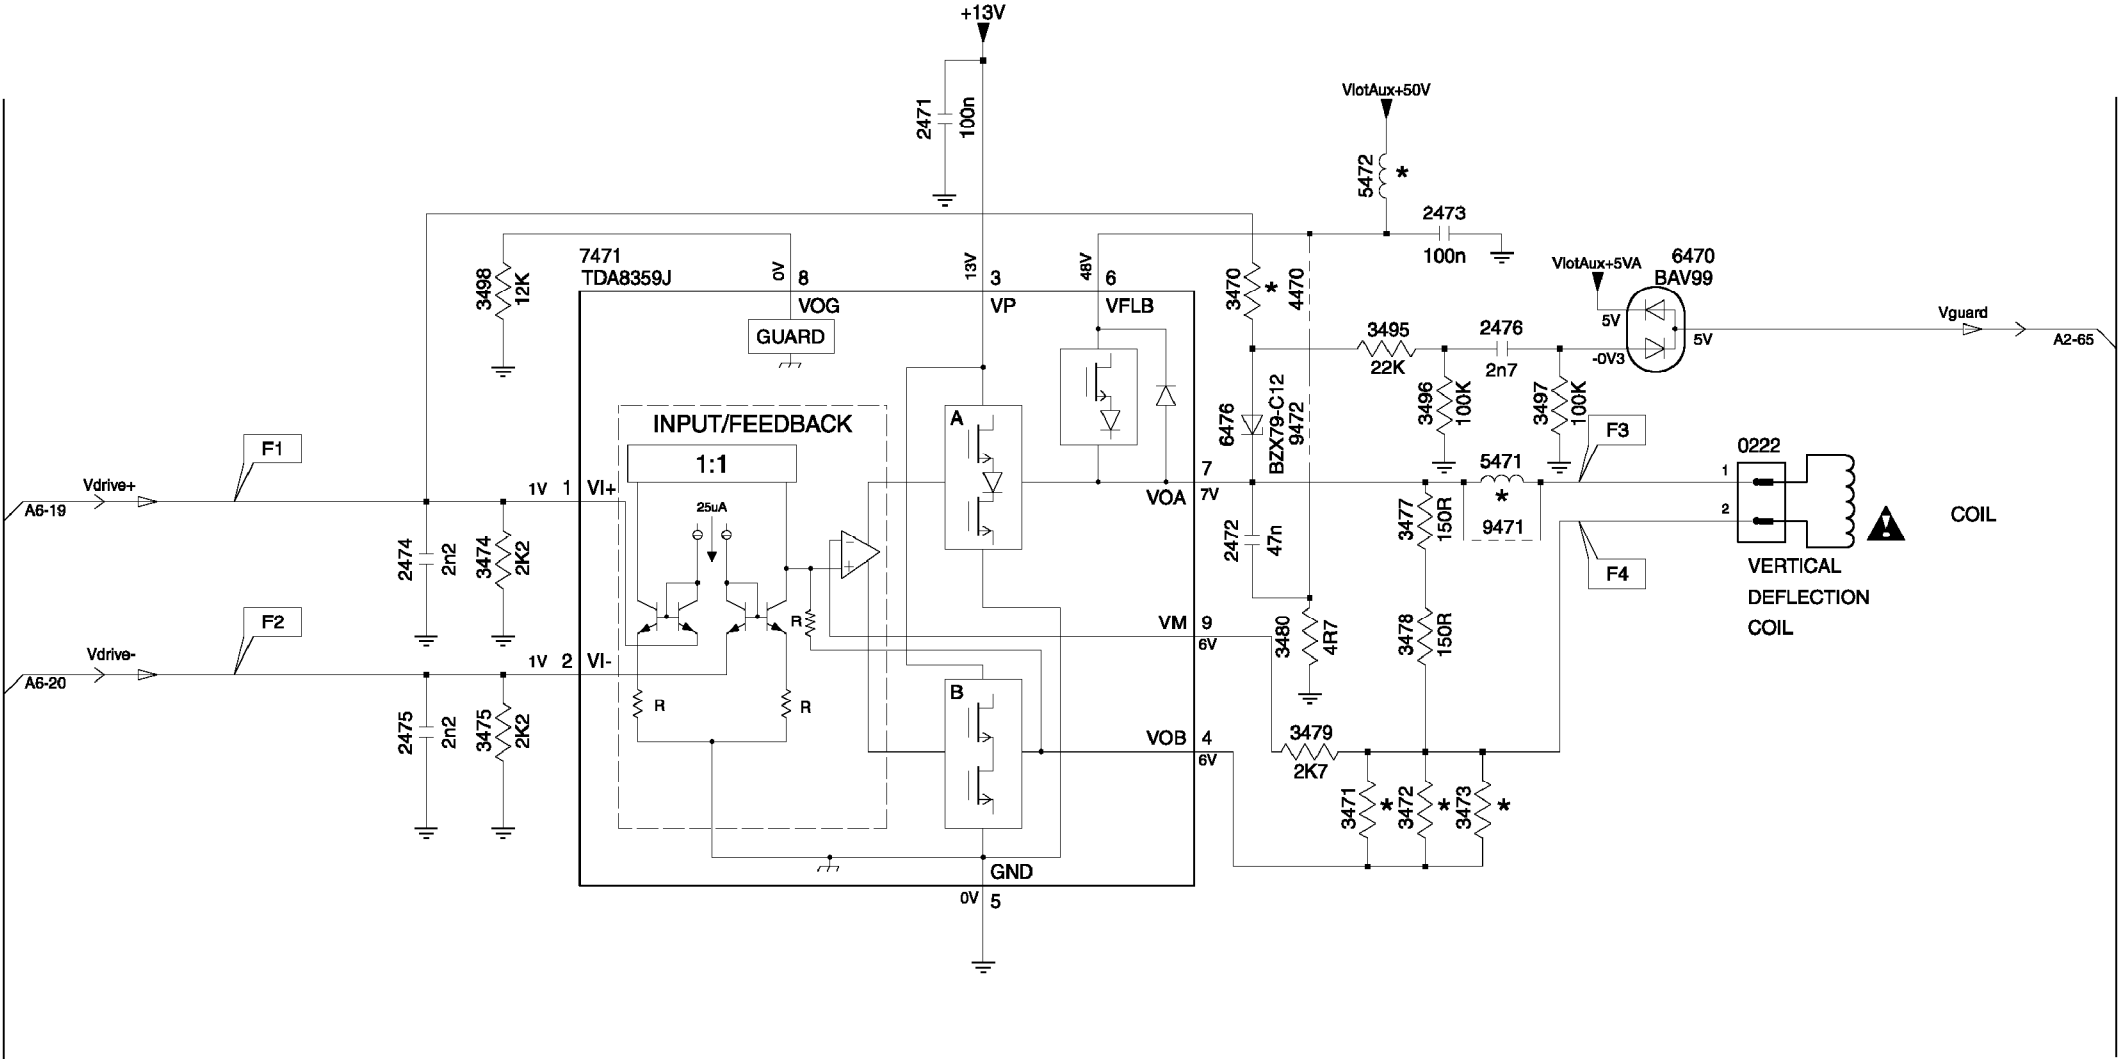 +13V
2471
100n
VlotAux+50V
5472
*
2473
100n
7471
TDA8359J
3498
12K
0V
8
VOG
GUARD
13V
3
VP
48V
6
VFLB
3470
*
4470
VlotAux+5VA
6470
BAV99
5V
-0V3
5V
Vguard
A2-65
3495
22K
2476
2n7
3496
100K
3497
100K
6476
BZX79-C12
9472
INPUT/FEEDBACK
1:1
25uA
A
F1
Vdrive+
A6-19
1V
1
VI+
2474
2n2
3474
2K2
F2
Vdrive-
A6-20
1V
2
VI-
2475
2n2
3475
2K2
R
R
R
B
7
VOA
7V
2472
47n
VM
9
6V
3480
4R7
VOB
4
6V
3477
150R
3478
150R
5471
*
9471
F3
F4
0222
1
2
COIL
VERTICAL
DEFLECTION
COIL
3479
2K7
3471
*
3472
*
3473
*
GND
0V
5